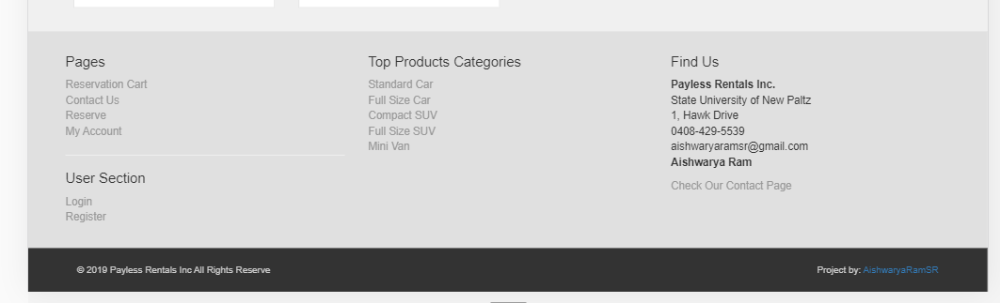 Pages
Reservation Cart
Contact Us
Reserve
My Account
User Section
Login
Register
Top Products Categories
Standard Car
Full Size Car
Compact SUV
Full Size SUV
Mini Van
Find Us
Payless Rentals Inc.
State University of New Paltz
1, Hawk Drive
0408-429-5539
aishwaryaramsr@gmail.com
Aishwarya Ram
Check Our Contact Page
© 2019 Payless Rentals Inc All Rights Reserve
Project by: AishwaryaRamSR